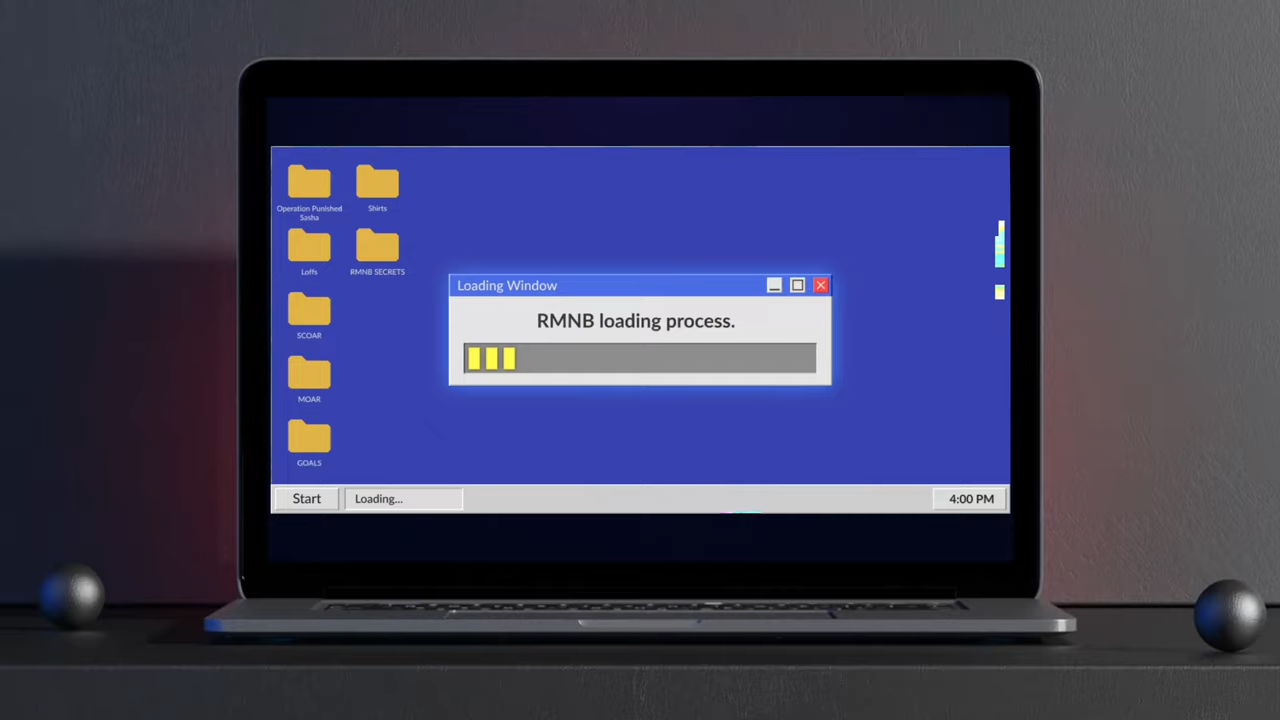 Operation Punished
Sasha
Shirts
Loffs
RMNB SECRETS
SCOAR
MOAR
GOALS
Loading Window
RMNB loading process.
Start
Loading...
4:00 PM